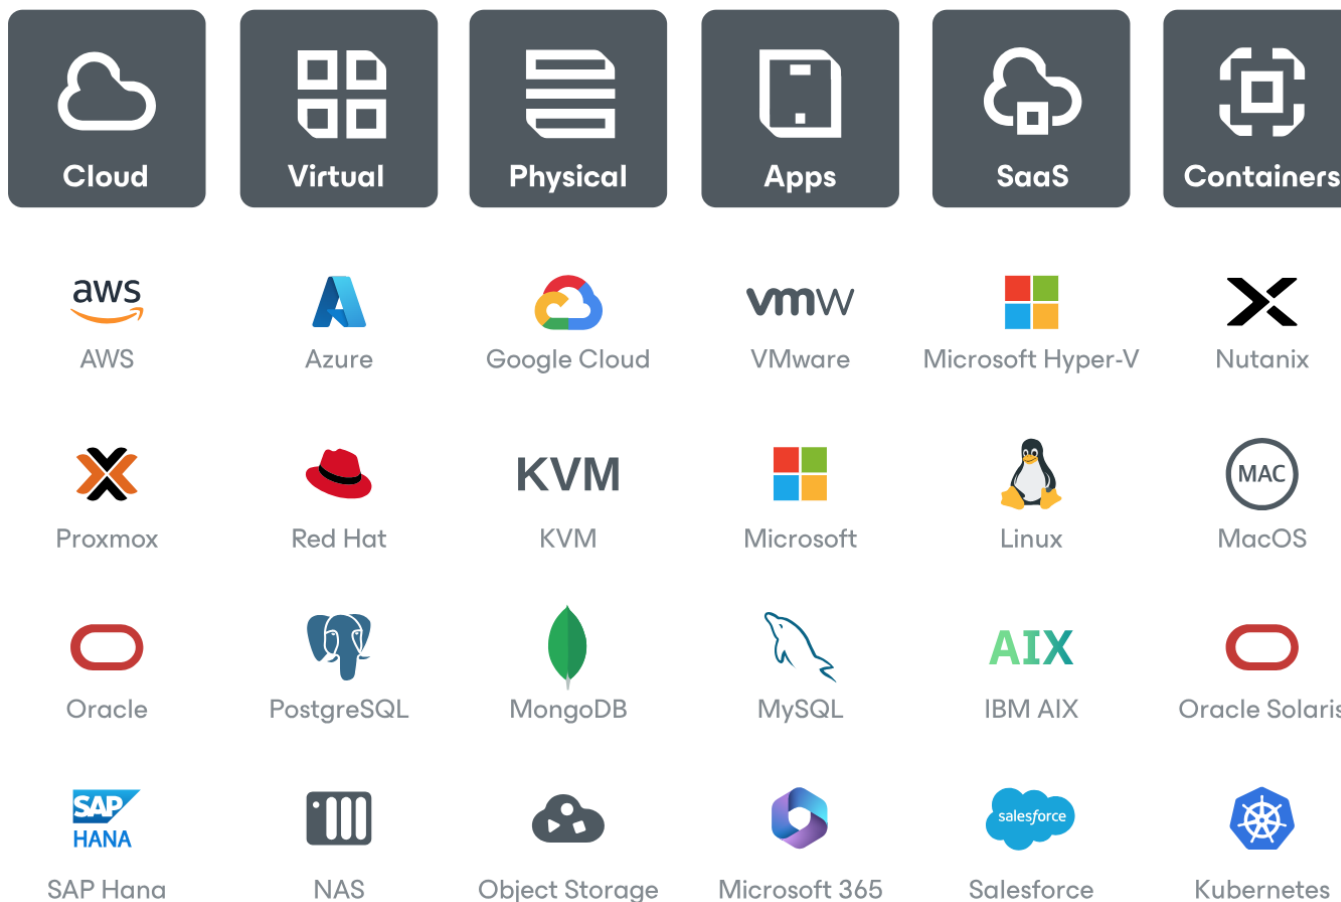 Cloud Virtual Physical Apps SaaS Containers
aws vmw
AWS Azure Google Cloud VMware Microsoft Hyper-V Nutanix
KVM MAC
Proxmox Red Hat KVM Microsoft Linux MacOS
AIX
Oracle PostgreSQL MongoDB MySQL IBM AIX Oracle Solaris
SAP salesforce
HANA
SAP Hana NAS Object Storage Microsoft 365 Salesforce Kubernetes